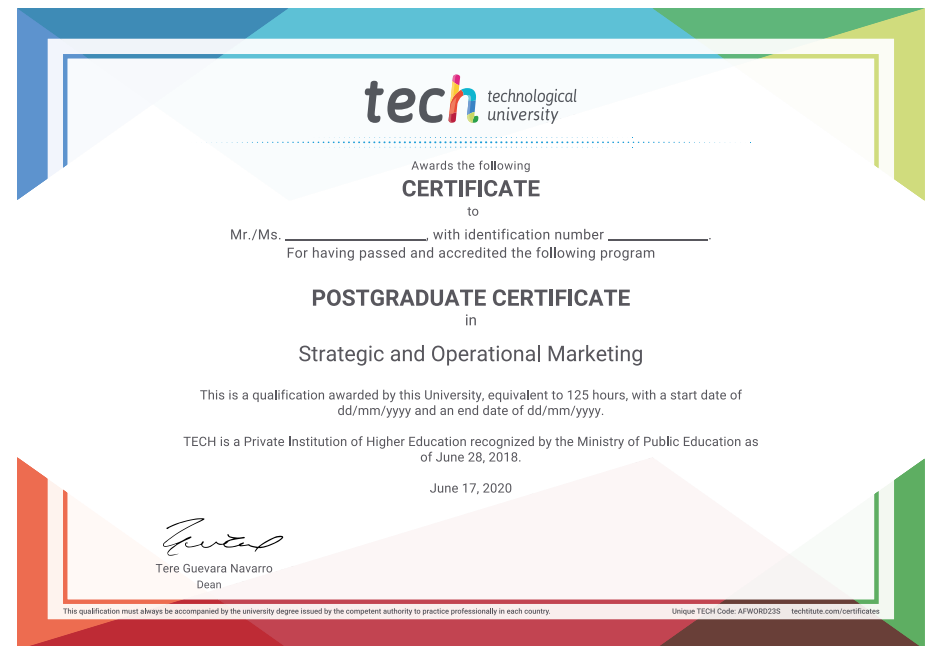 tech technological
university
Awards the following
CERTIFICATE
to
Mr./Ms. ____________________, with identification number ______________.
For having passed and accredited the following program
POSTGRADUATE CERTIFICATE
in
Strategic and Operational Marketing
This is a qualification awarded by this University, equivalent to 125 hours, with a start date of
dd/mm/yyyy and an end date of dd/mm/yyyy.
TECH is a Private Institution of Higher Education recognized by the Ministry of Public Education as
of June 28, 2018.
June 17, 2020
Tere Guevara Navarro
Dean
This qualification must always be accompanied by the university degree issued by the competent authority to practice professionally in each country. Unique TECH Code: AFWORD23S techtitute.com/certificates